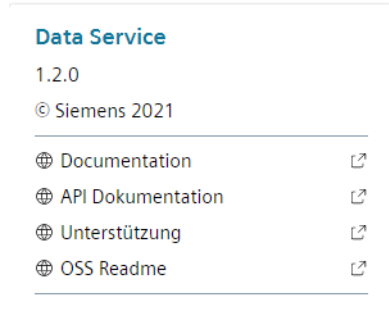 Data Service
1.2.0
© Siemens 2021
Documentation
API Dokumentation
Unterstützung
OSS Readme